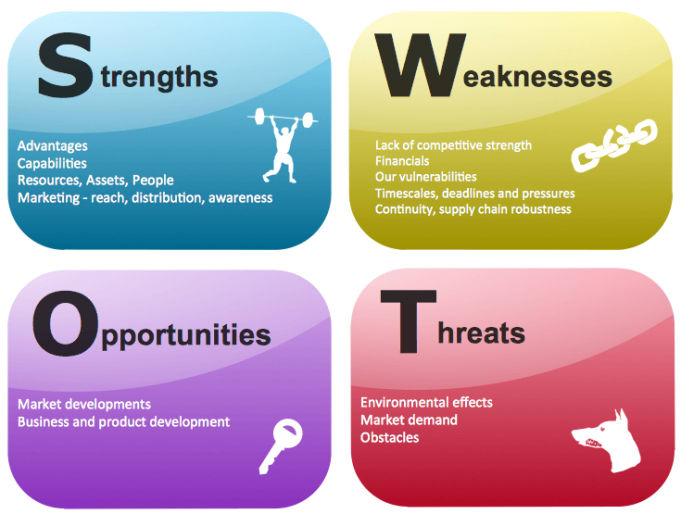 Strengths
Advantages
Capabilities
Resources, Assets, People
Marketing - reach, distribution, awareness
Weaknesses
Lack of competitive strength
Financials
Our vulnerabilities
Timescales, deadlines and pressures
Continuity, supply chain robustness
Opportunities
Market developments
Business and product development
Threats
Environmental effects
Market demand
Obstacles